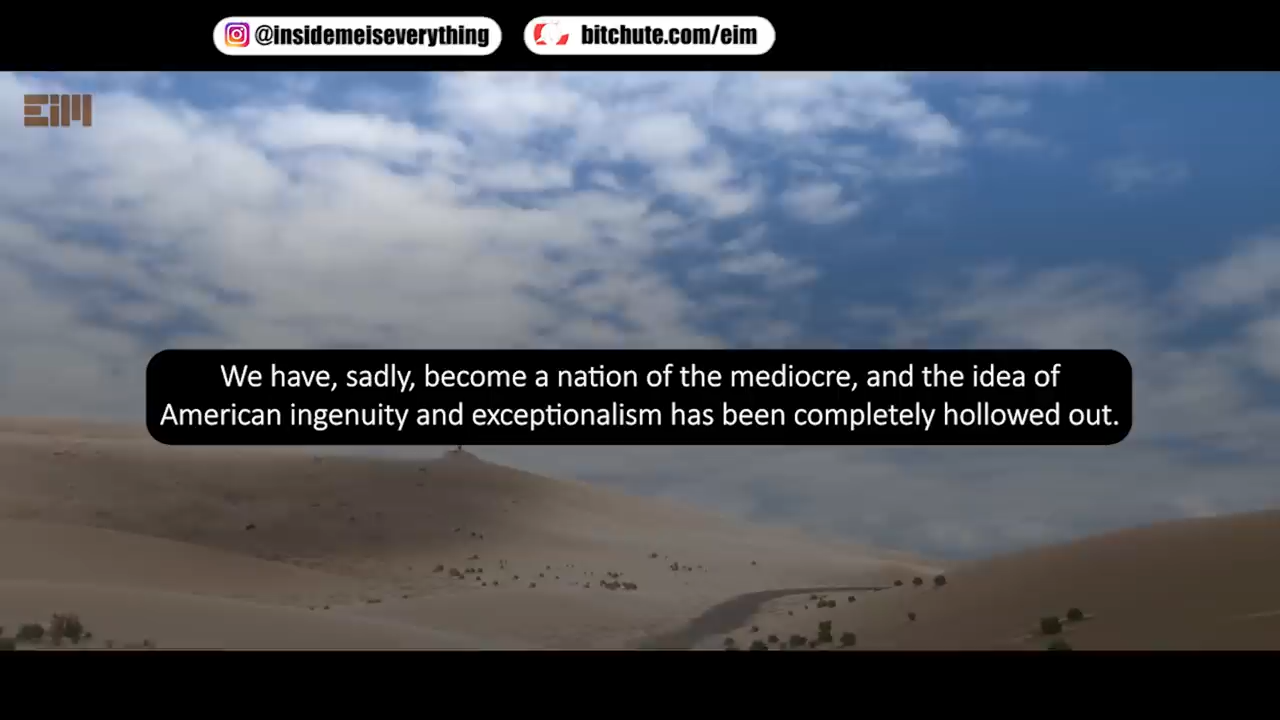 @insidemeiseverything
bitchute.com/eim
EiM
We have, sadly, become a nation of the mediocre, and the idea of
American ingenuity and exceptionalism has been completely hollowed out.